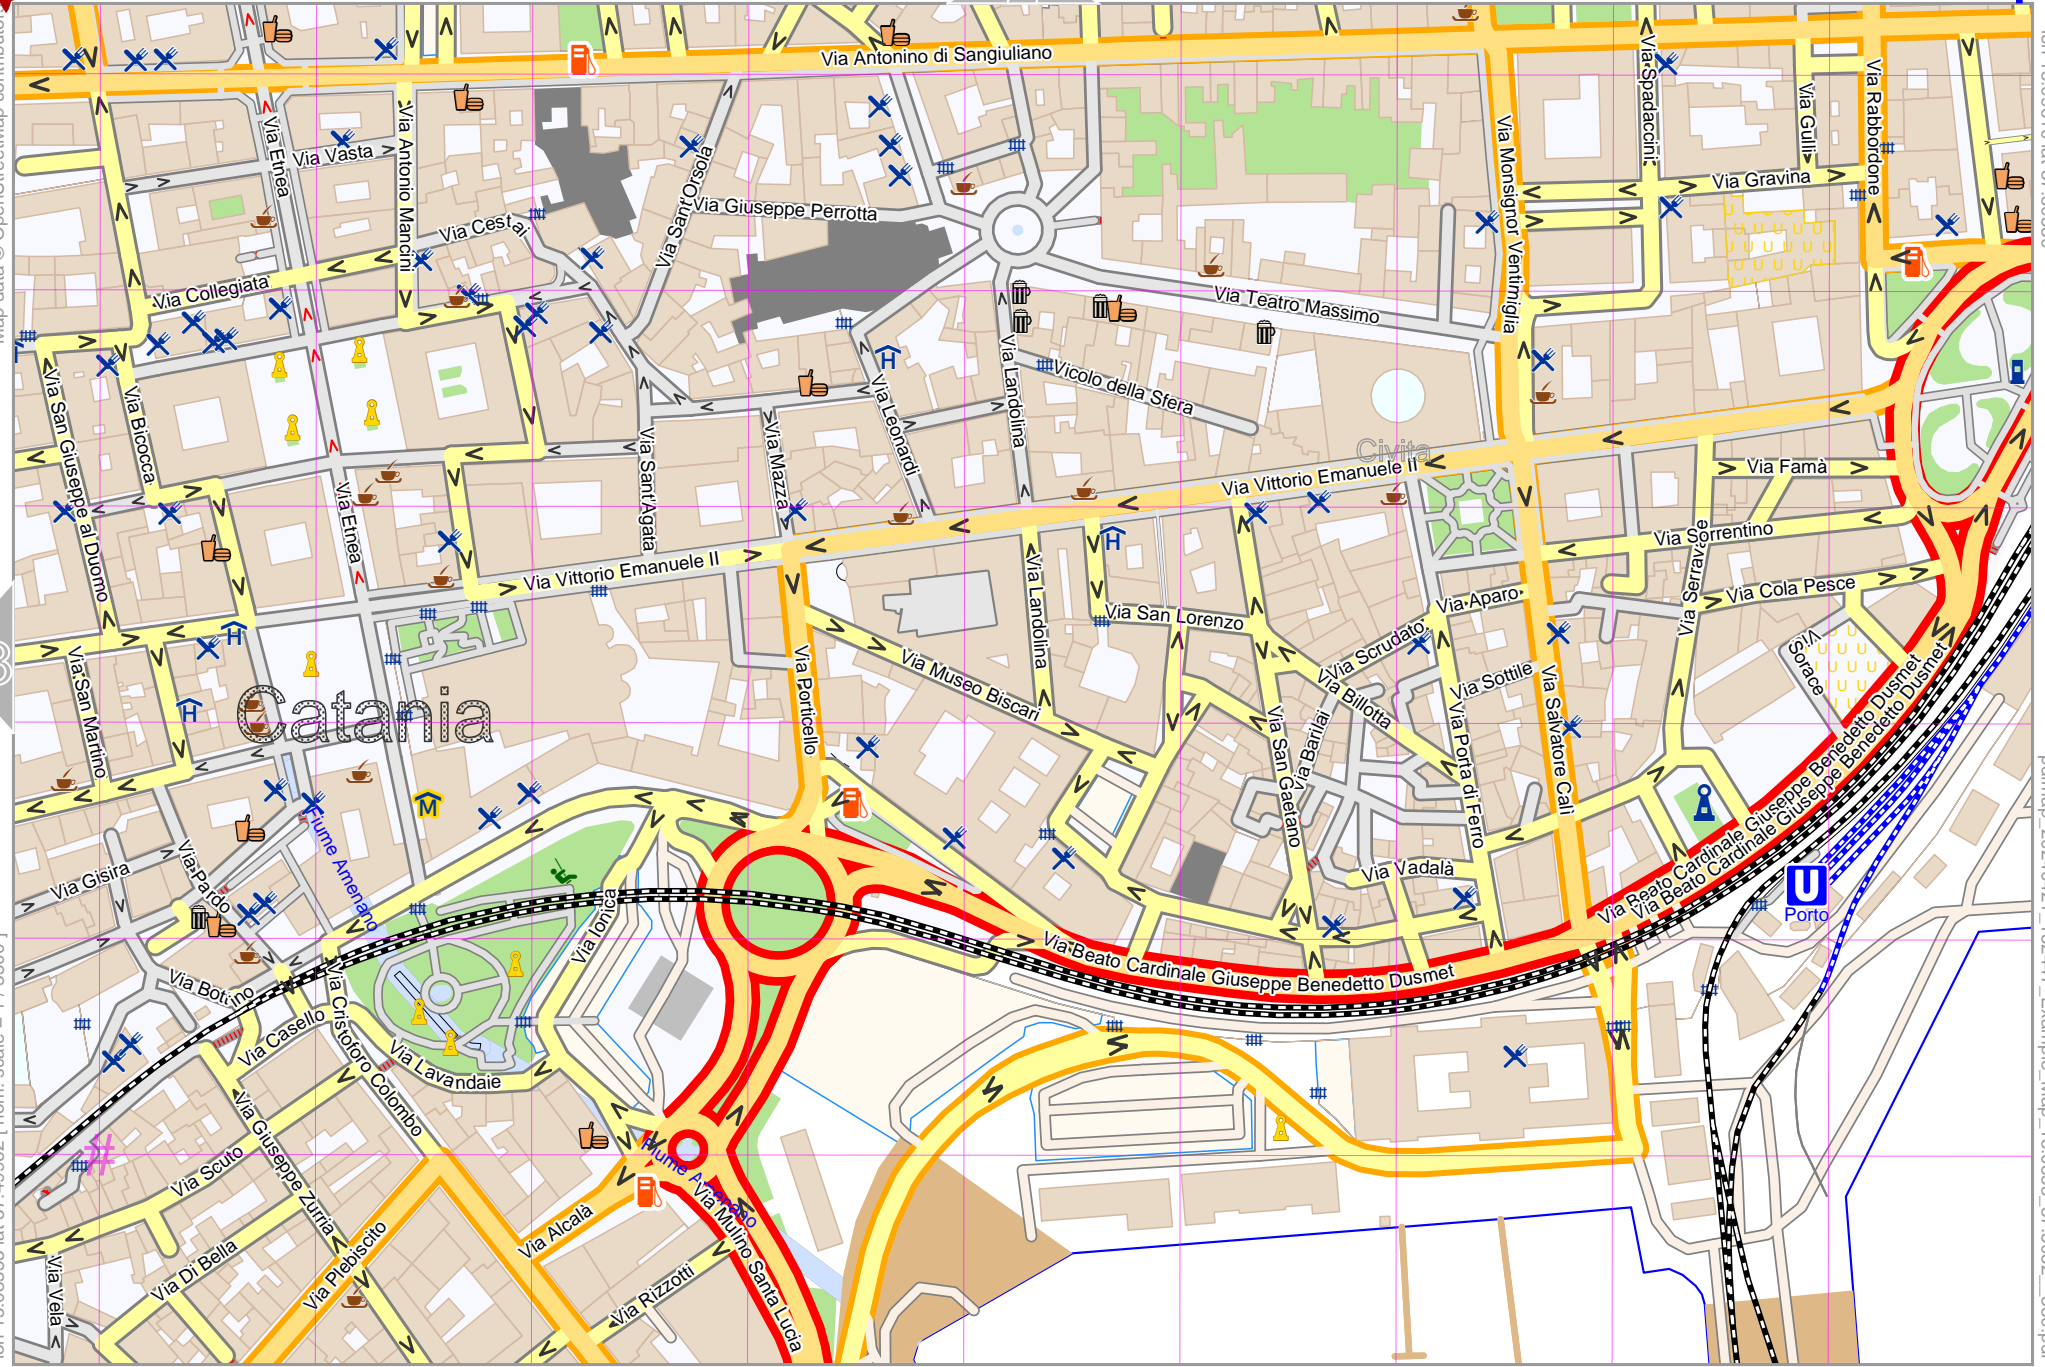 Via Antonino di Sangiuliano
Via Etnea
Via Vasta
Via Antonio Mancini
Via Sant'Orsola
Via Giuseppe Perrotta
Via Cestai
Via Collegiata
Via Monsignor Ventimiglia
Via Spadaccini
Via Gulli
Via Rabbordone
Via Gravina
Via Teatro Massimo
Via Landolina
Vicolo della Sfera
Via Leonardi
Via Mazza
Via Sant'Agata
Via San Giuseppe al Duomo
Via Bicocca
Via Etnea
Civita
Via Vittorio Emanuele II
Via Famà
Via Sorrentino
Via Serravalle
Via Cola Pesce
Via Vittorio Emanuele II
Via Landolina
Via San Lorenzo
Via Aparo
Via Scrudato
Via Sottile
Via Billotta
Via Museo Biscari
Via Porticello
Via San Martino
H
H
H
H
Catania
M
Via Barilai
Via San Gaetano
Via Porta di Ferro
Via Salvatore Calì
Via Sorace
Via Vadalà
Via Beato Cardinale Giuseppe Benedetto Dusmet
Via Beato Cardinale Giuseppe Benedetto Dusmet
Via Beato Cardinale Giuseppe Benedetto Dusmet
U
Porto
Fiume Amenano
Via Gisira
Via Pardo
Via Bottino
Via Casello
Via Cristoforo Colombo
Via Ionica
Via Lavandaie
Via Giuseppe Zurria
Via Scuto
Via Di Bella
Via Plebiscito
Via Vela
Via Alcalà
Via Rizzotti
Fiume Amenano
Via Mulino Santa Lucia
#